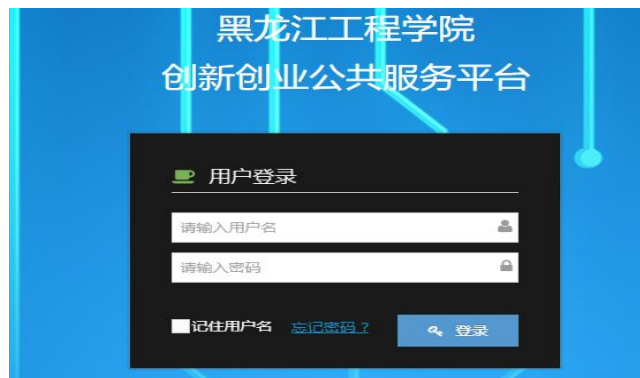 黑龙江工程学院
创新创业公共服务平台
用户登录
请输入用户名
请输入密码
记住用户名 忘记密码？ 登录